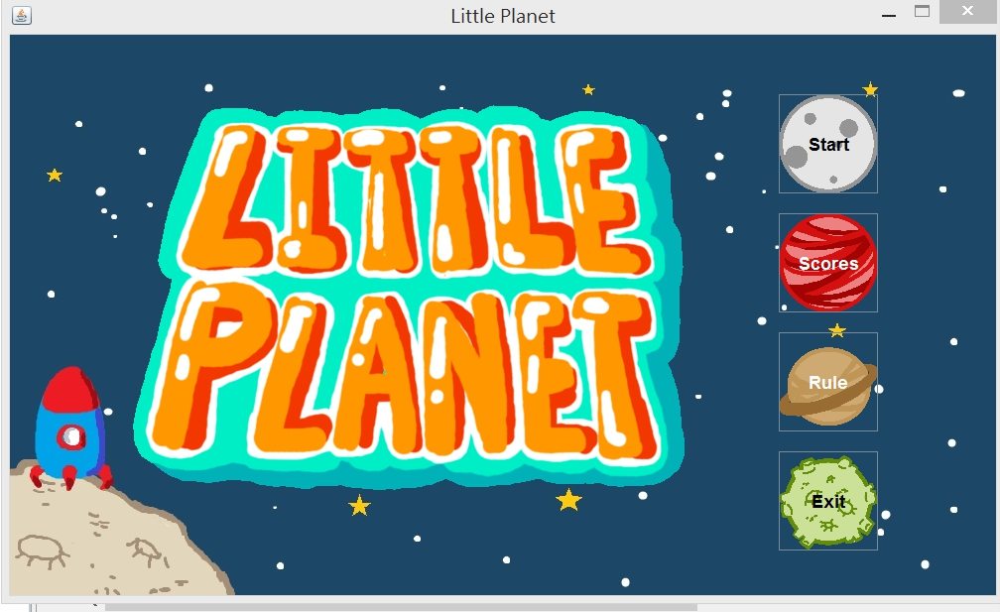 Little Planet
LITTLE
PLANET
Start
Scores
Rule
Exit